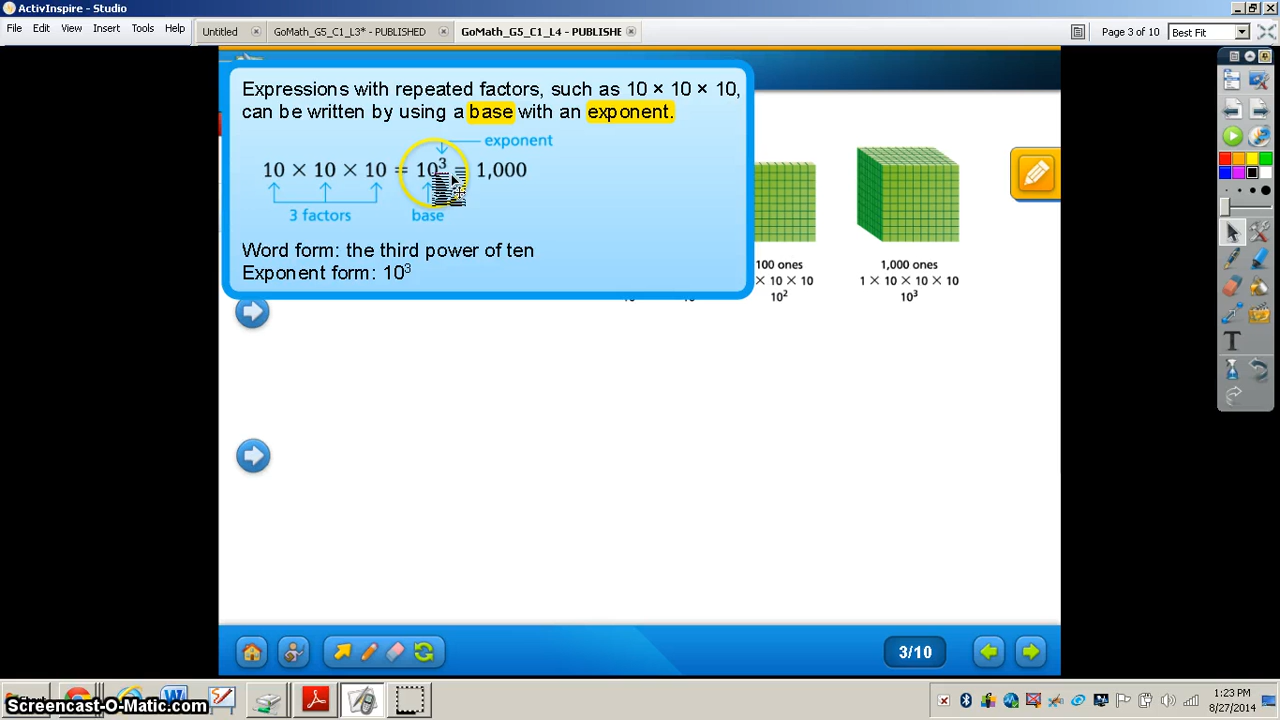 ActivInspire - Studio
File Edit View Insert Tools Help
Untitled
GoMath_G5_C1_L3* - PUBLISHED
GoMath_G5_C1_L4 - PUBLISHE
Page 3 of 10
Best Fit
Expressions with repeated factors, such as 10 × 10 × 10,
can be written by using a base with an exponent.
exponent
10 × 10 × 10 = 10³ = 1,000
3 factors
base
Word form: the third power of ten
Exponent form: 10³
100 ones
× 10 × 10
10²
1,000 ones
1 × 10 × 10 × 10
10³
T
3/10
Screencast-O-Matic.com
1:23 PM
8/27/2014